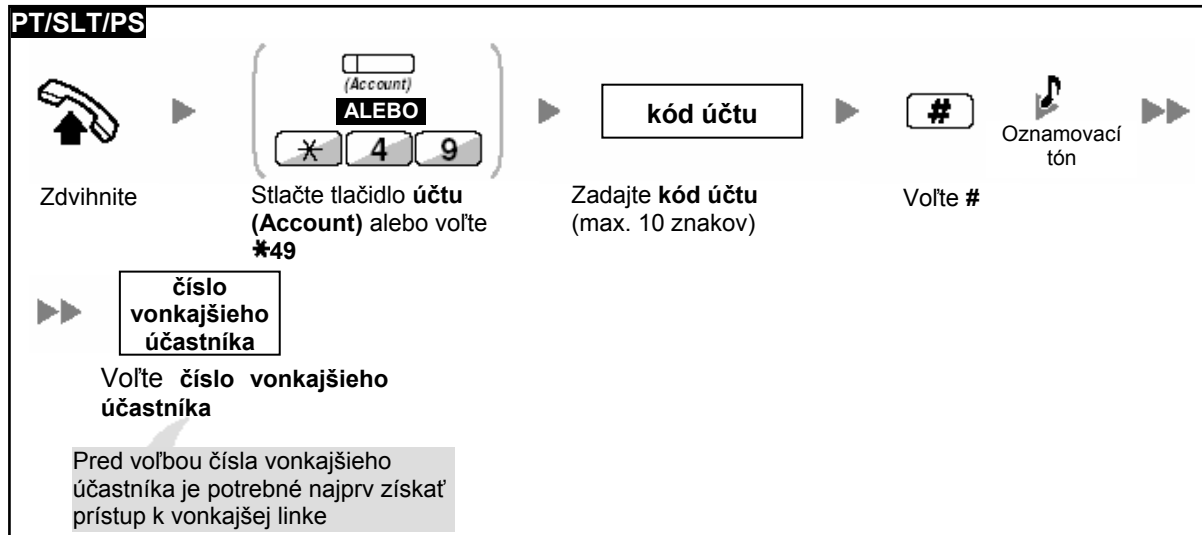 PT/SLT/PS
(Account)
ALEBO
* 4 9
kód účtu
#
Oznamovací
tón
Zdvihnite
Stlačte tlačidlo účtu
(Account) alebo voľte
*49
Zadajte kód účtu
(max. 10 znakov)
Voľte #
číslo
vonkajšieho
účastníka
Voľte číslo vonkajšieho
účastníka
Pred voľbou čísla vonkajšieho
účastníka je potrebné najprv získať
prístup k vonkajšej linke